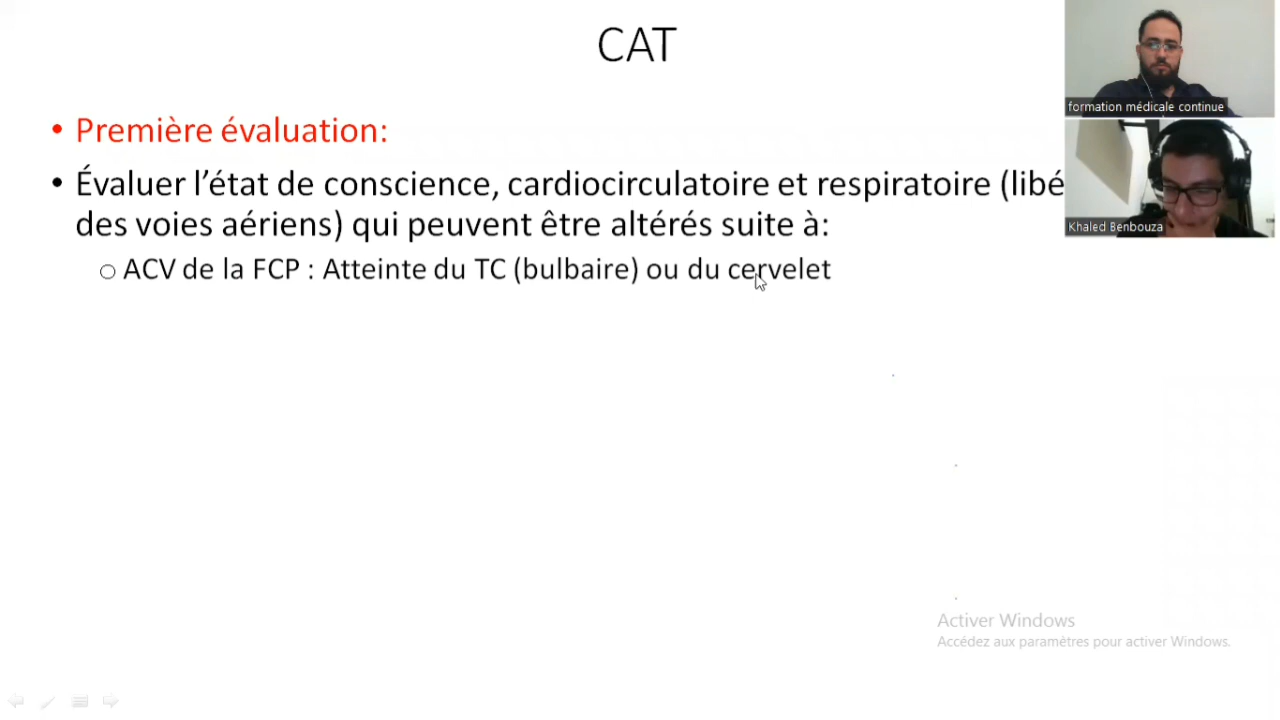 CAT
formation médicale continue
• Première évaluation:
• Évaluer l’état de conscience, cardiocirculatoire et respiratoire (libé
des voies aériens) qui peuvent être altérés suite à:
Khaled Benbouza
○ ACV de la FCP : Atteinte du TC (bulbaire) ou du cervelet
Activer Windows
Accédez aux paramètres pour activer Windows.